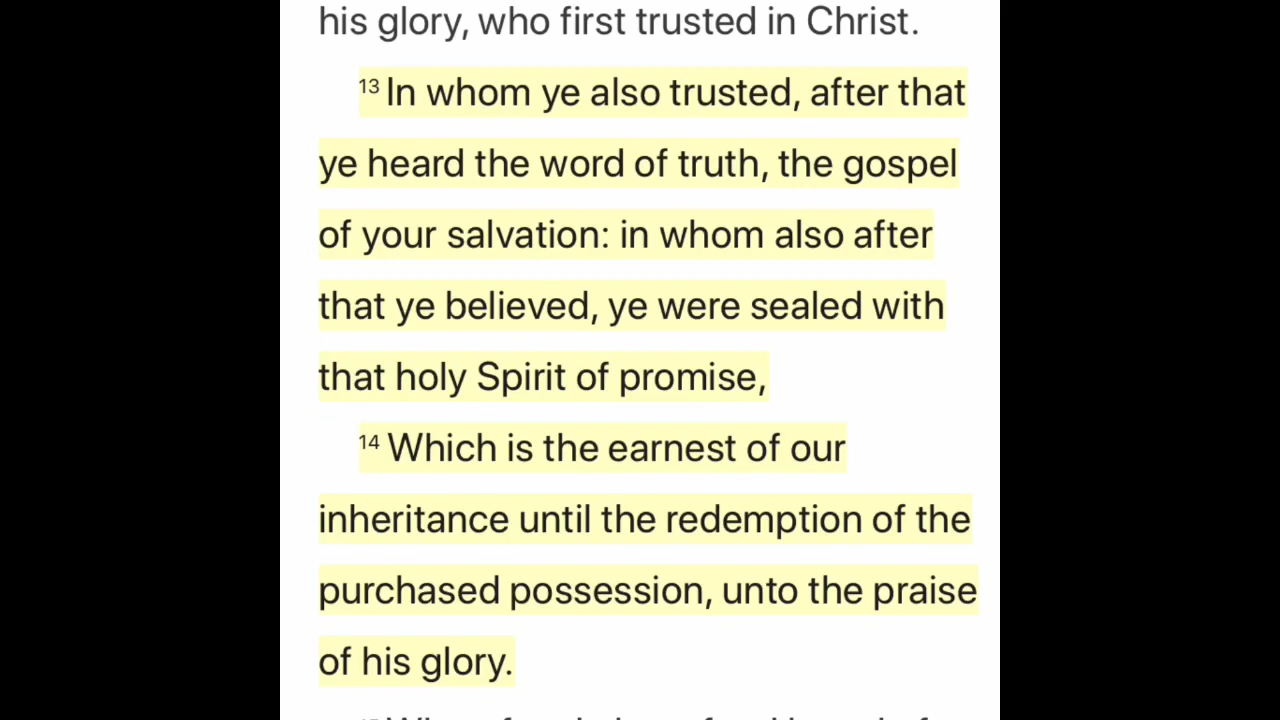 his glory, who first trusted in Christ.
13 In whom ye also trusted, after that
ye heard the word of truth, the gospel
of your salvation: in whom also after
that ye believed, ye were sealed with
that holy Spirit of promise,
14 Which is the earnest of our
inheritance until the redemption of the
purchased possession, unto the praise
of his glory.